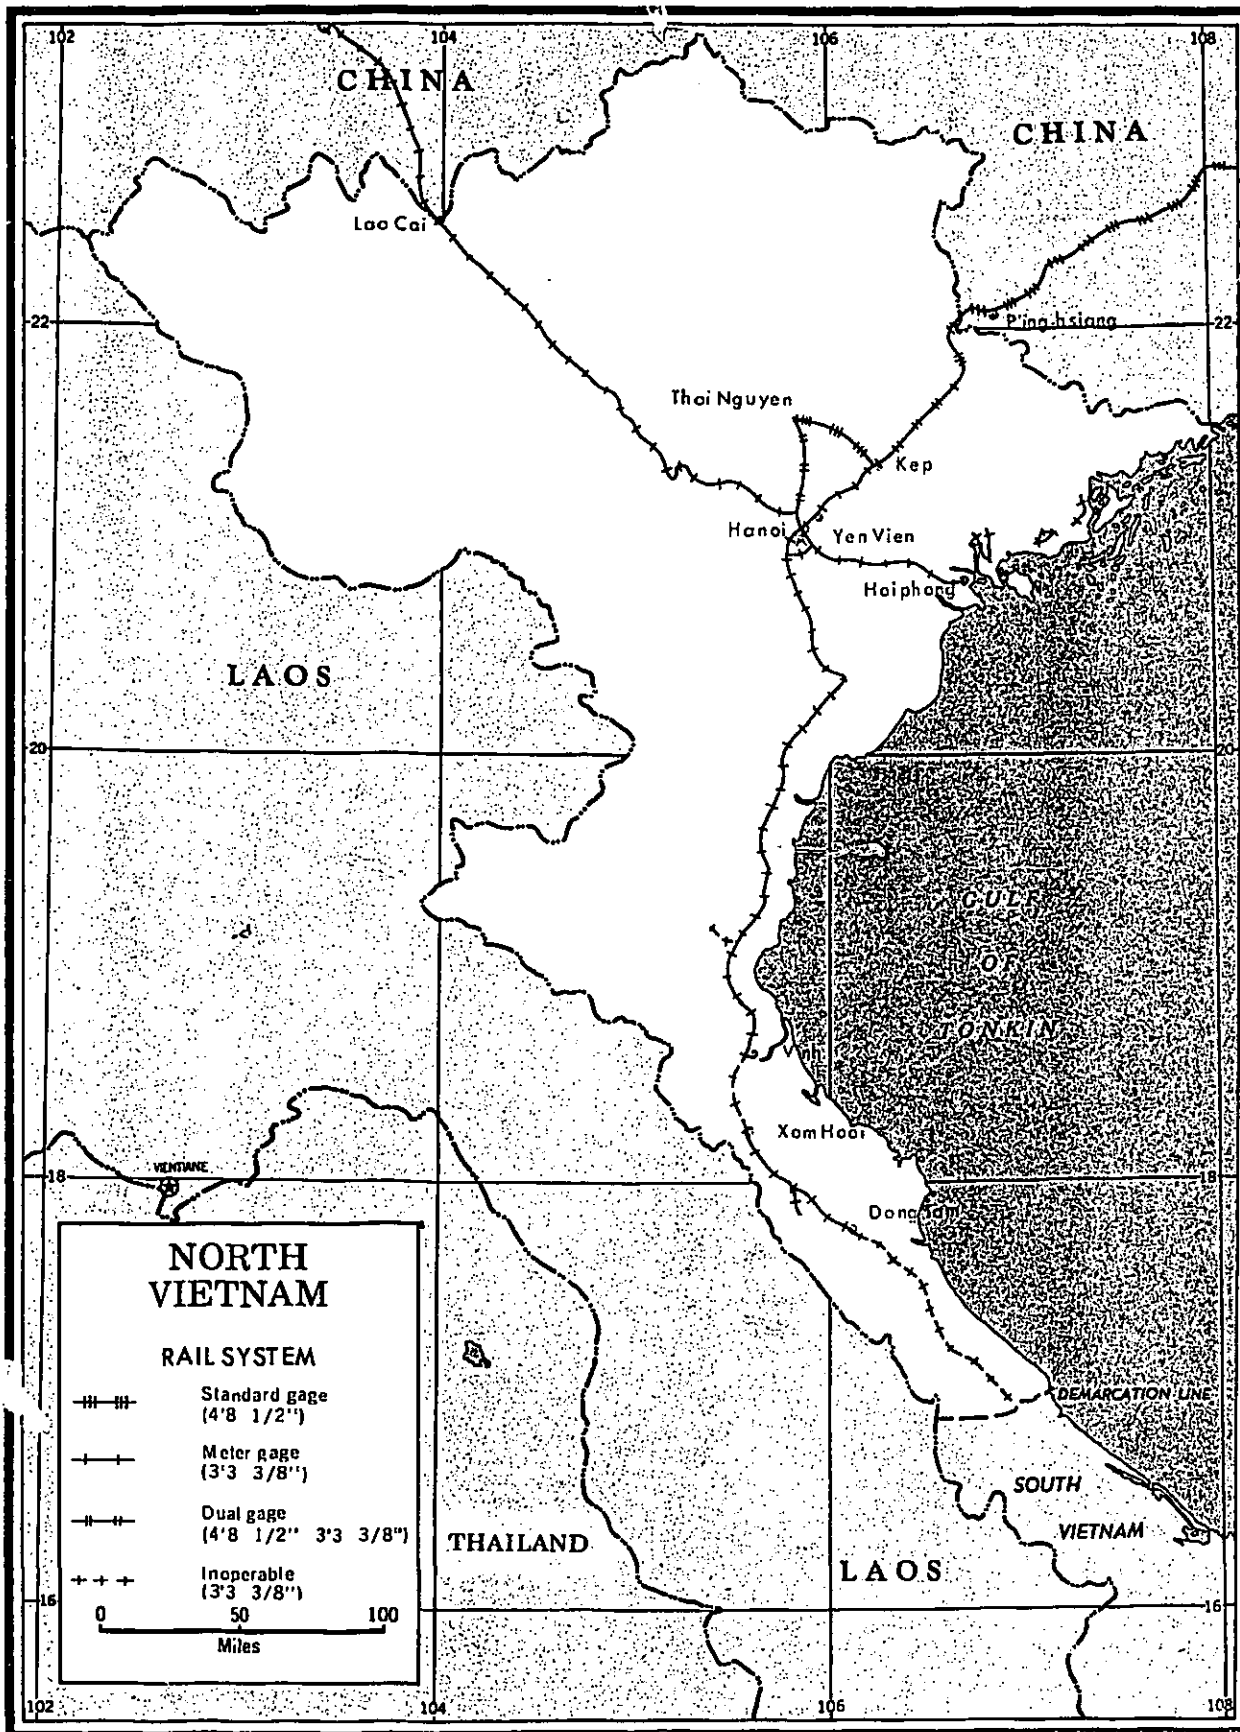 102
104
106
108
CHINA
CHINA
Lao Cai
P'ing-hsiang
22
22
Thai Nguyen
Kep
Hanoi
Yen Vien
Haiphong
LAOS
20
20
GULF
OF
TONKIN
Vinh
Xom Hoai
VIENTIANE
18
18
Dong Tam
NORTH
VIETNAM
RAIL SYSTEM
Standard gage
(4'8 1/2")
Meter gage
(3'3 3/8")
Dual gage
(4'8 1/2" 3'3 3/8")
Inoperable
(3'3 3/8")
0 50 100
Miles
DEMARCATION LINE
SOUTH
VIETNAM
THAILAND
LAOS
16
16
102
104
106
108